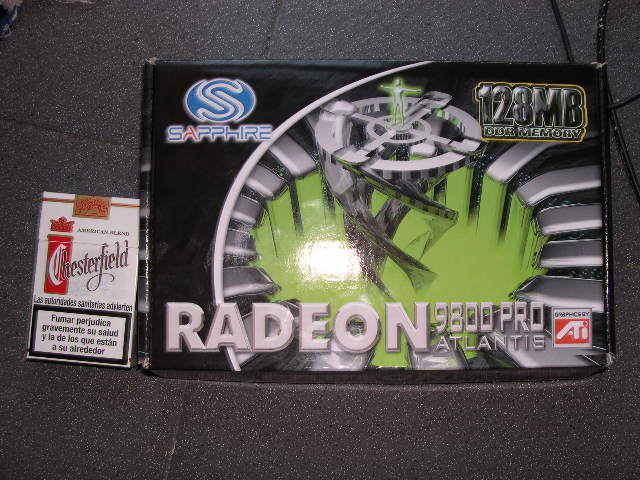 SAPPHIRE
128MB
DDR MEMORY
AMERICAN BLEND
Chesterfield
Las autoridades sanitarias advierten
Fumar perjudica
gravemente su salud
y la de los que están
a su alrededor
RADEON 9800 PRO
ATLANTIS
GRAPHICS BY
ATi